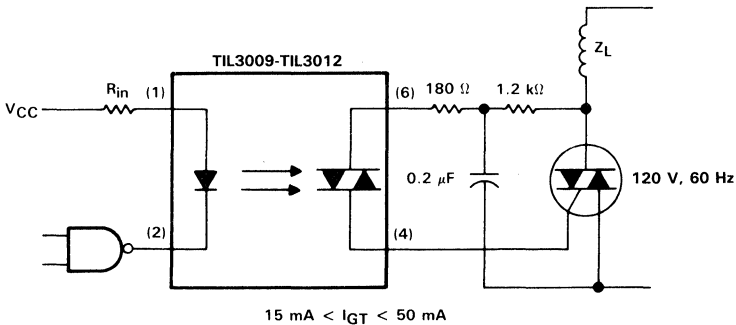 Z_L
TIL3009-TIL3012
R_in (1)
(6) 180 Ω 1.2 kΩ
V_CC
0.2 μF
120 V, 60 Hz
(2)
(4)
15 mA < I_GT < 50 mA